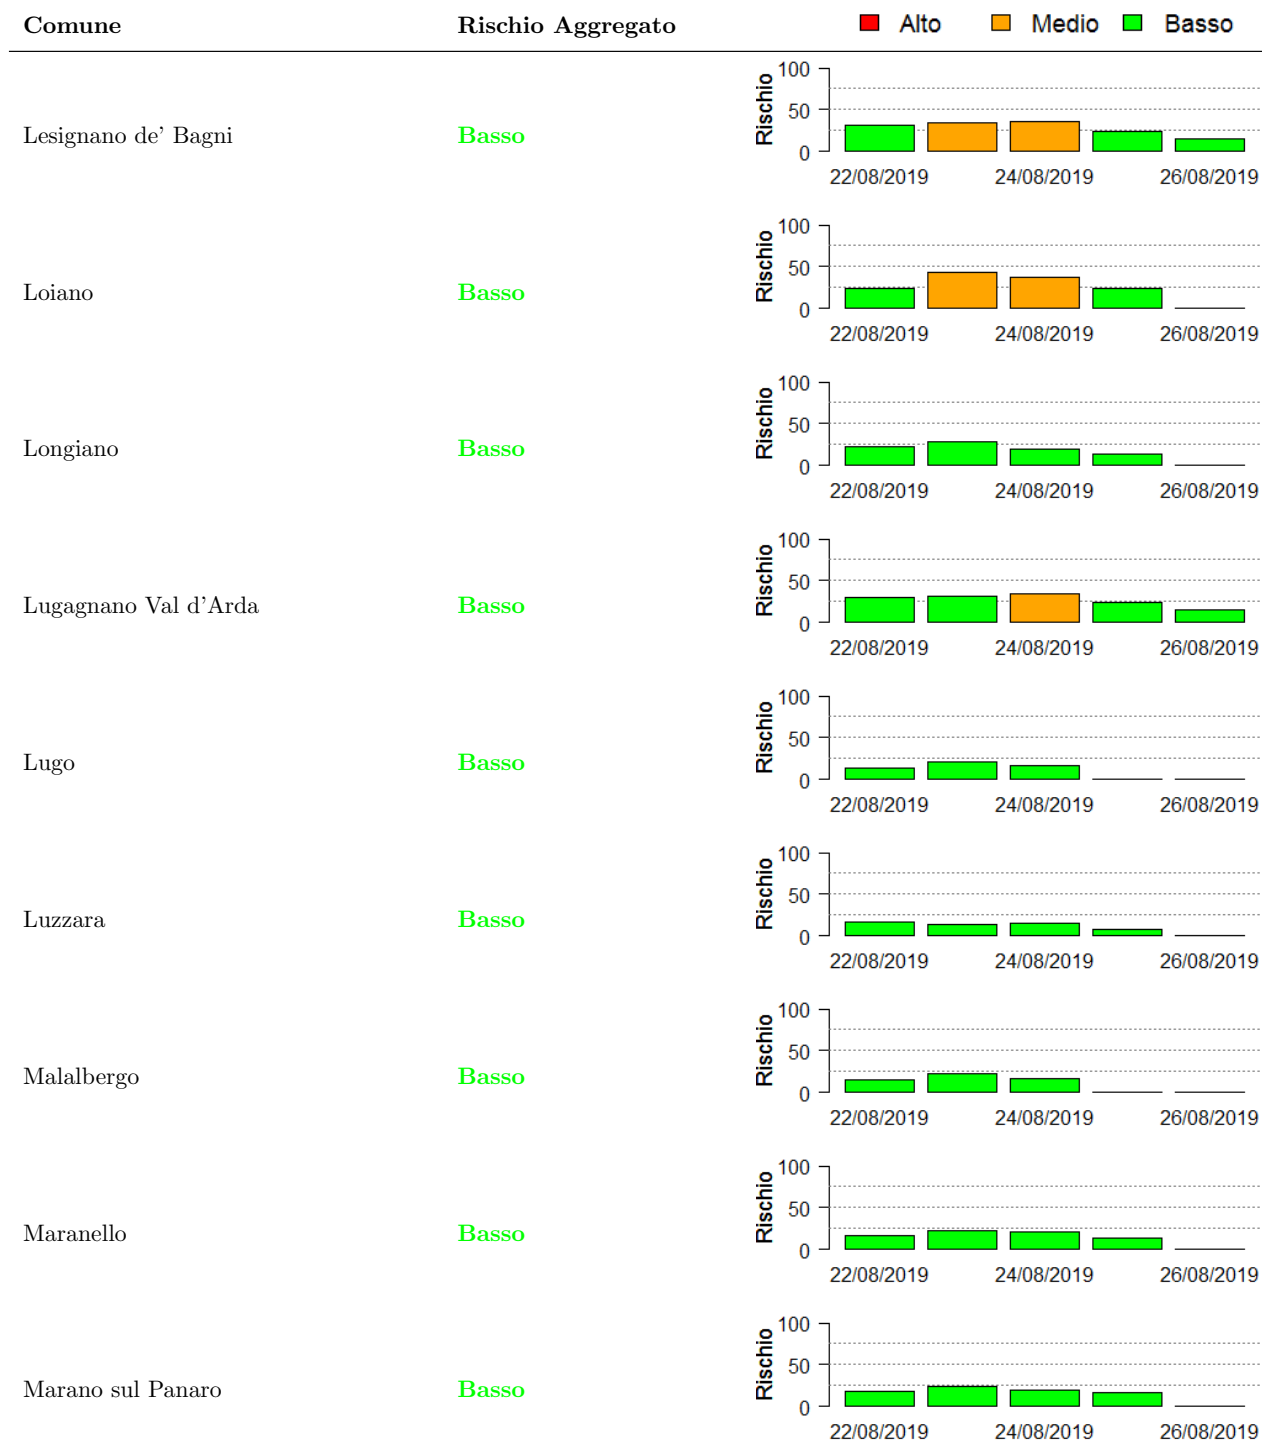 Comune Rischio Aggregato Alto Medio Basso
Lesignano de' Bagni Basso
Rischio
100
50
0
22/08/2019 24/08/2019 26/08/2019
Loiano Basso
Rischio
100
50
0
22/08/2019 24/08/2019 26/08/2019
Longiano Basso
Rischio
100
50
0
22/08/2019 24/08/2019 26/08/2019
Lugagnano Val d'Arda Basso
Rischio
100
50
0
22/08/2019 24/08/2019 26/08/2019
Lugo Basso
Rischio
100
50
0
22/08/2019 24/08/2019 26/08/2019
Luzzara Basso
Rischio
100
50
0
22/08/2019 24/08/2019 26/08/2019
Malalbergo Basso
Rischio
100
50
0
22/08/2019 24/08/2019 26/08/2019
Maranello Basso
Rischio
100
50
0
22/08/2019 24/08/2019 26/08/2019
Marano sul Panaro Basso
Rischio
100
50
0
22/08/2019 24/08/2019 26/08/2019